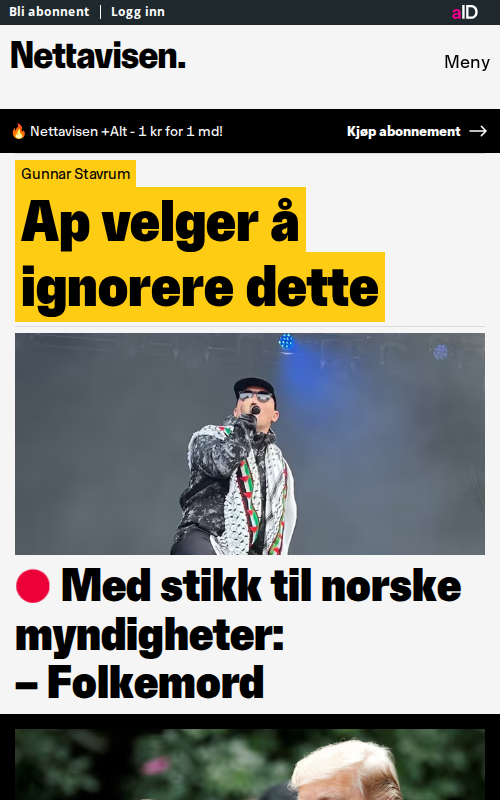 Bli abonnent | Logg inn
aID
Nettavisen.
Meny
🔥 Nettavisen +Alt - 1 kr for 1 md!
Kjøp abonnement →
Gunnar Stavrum
Ap velger å
ignorere dette
Med stikk til norske
myndigheter:
– Folkemord